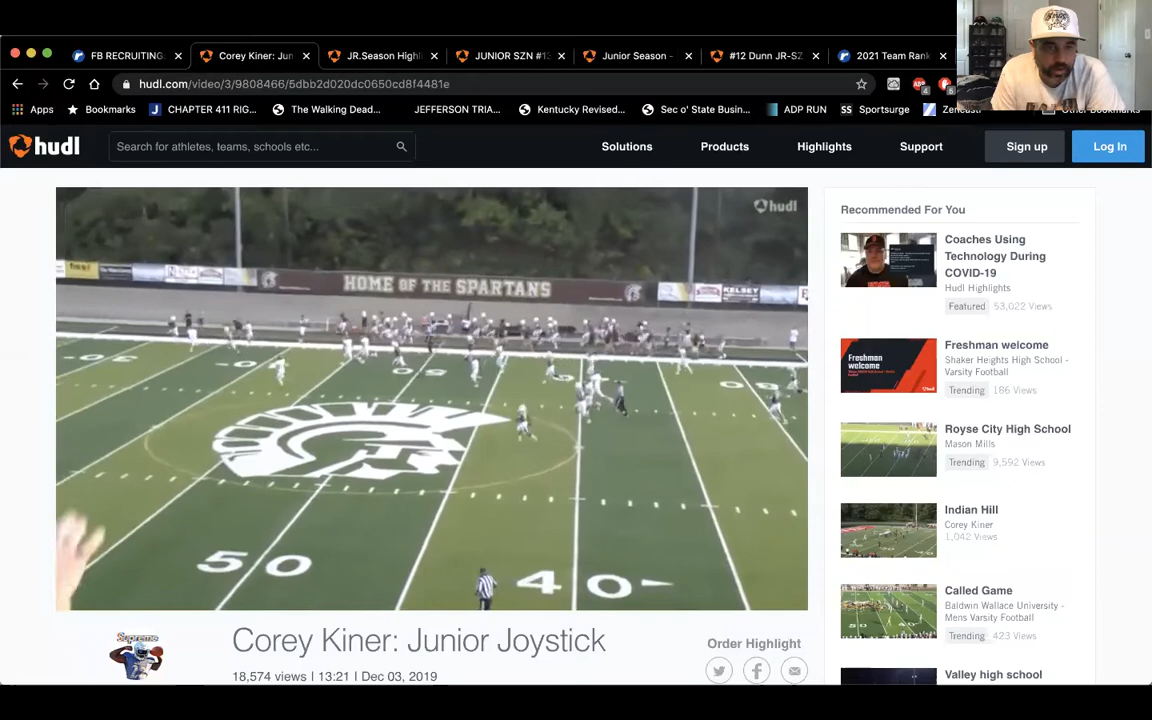 FB RECRUITING:
Corey Kiner: Jun
JR.Season High
JUNIOR SZN #1
Junior Season -
#12 Dunn JR-SZ
2021 Team Rank
hudl.com/video/3/9808466/5dbb2d020dc0650cd8f4481e
Apps
Bookmarks
CHAPTER 411 RIG...
The Walking Dead...
JEFFERSON TRIA...
Kentucky Revised...
Sec o' State Busin...
ADP RUN
SS Sportsurge
Zencast
Other Bookmarks
hudl
Search for athletes, teams, schools etc...
Solutions
Products
Highlights
Support
Sign up
Log In
hudl
HOME OF THE SPARTANS
KELSEY
50
40
Supreme
Corey Kiner: Junior Joystick
18,574 views | 13:21 | Dec 03, 2019
Order Highlight
Recommended For You
Coaches Using
Technology During
COVID-19
Hudl Highlights
Featured 53,022 Views
Freshman
welcome
Freshman welcome
Shaker Heights High School -
Varsity Football
Trending 186 Views
Royse City High School
Mason Mills
Trending 9,592 Views
Indian Hill
Corey Kiner
1,042 Views
Called Game
Baldwin Wallace University -
Mens Varsity Football
Trending 423 Views
Valley high school